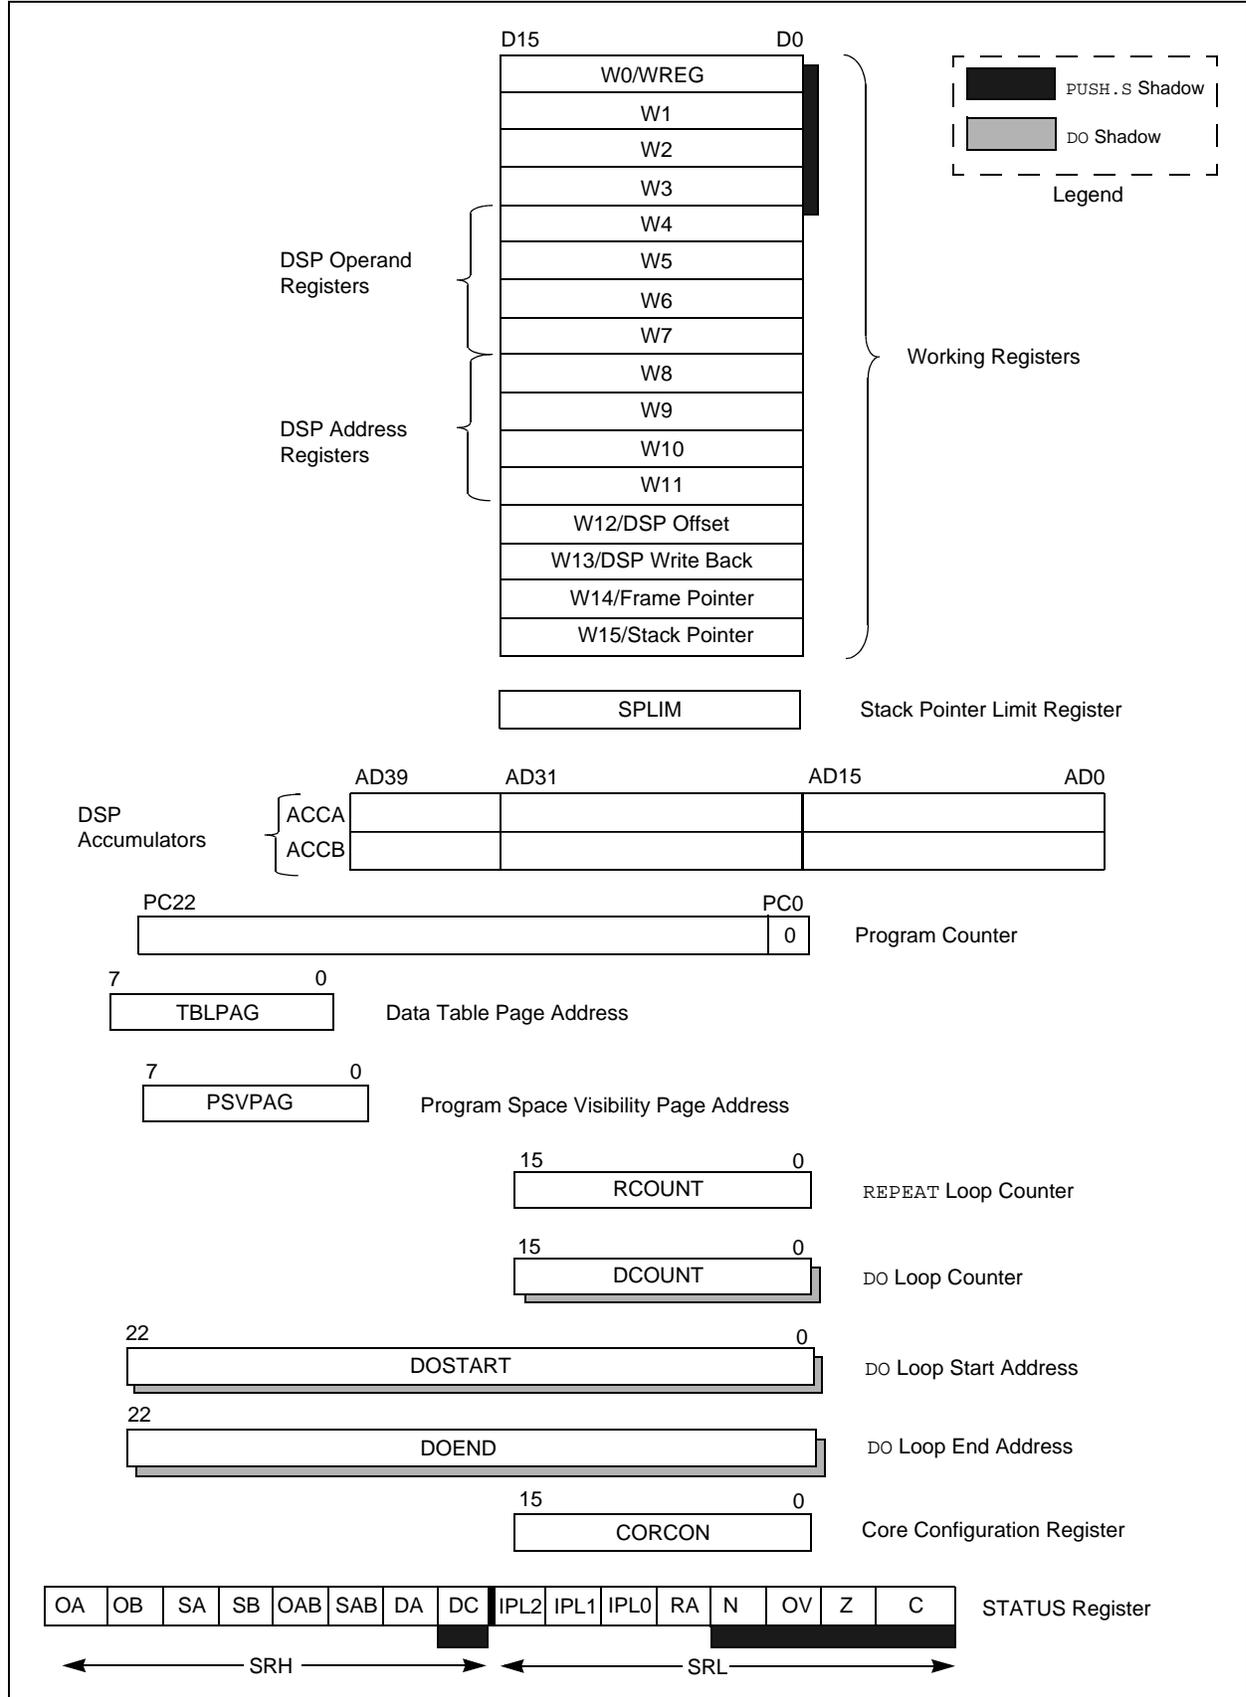 D15 D0
W0/WREG
PUSH.S Shadow
W1
DO Shadow
W2
W3
Legend
W4
DSP Operand
Registers
W5
W6
W7
Working Registers
W8
W9
DSP Address
Registers
W10
W11
W12/DSP Offset
W13/DSP Write Back
W14/Frame Pointer
W15/Stack Pointer
SPLIM Stack Pointer Limit Register
AD39 AD31 AD15 AD0
DSP
Accumulators
ACCA
ACCB
PC22 PC0
0 Program Counter
7 0
TBLPAG Data Table Page Address
7 0
PSVPAG Program Space Visibility Page Address
15 0
RCOUNT REPEAT Loop Counter
15 0
DCOUNT DO Loop Counter
22 0
DOSTART DO Loop Start Address
22
DOEND DO Loop End Address
15 0
CORCON Core Configuration Register
OA OB SA SB OAB SAB DA DC IPL2 IPL1 IPL0 RA N OV Z C STATUS Register
SRH SRL